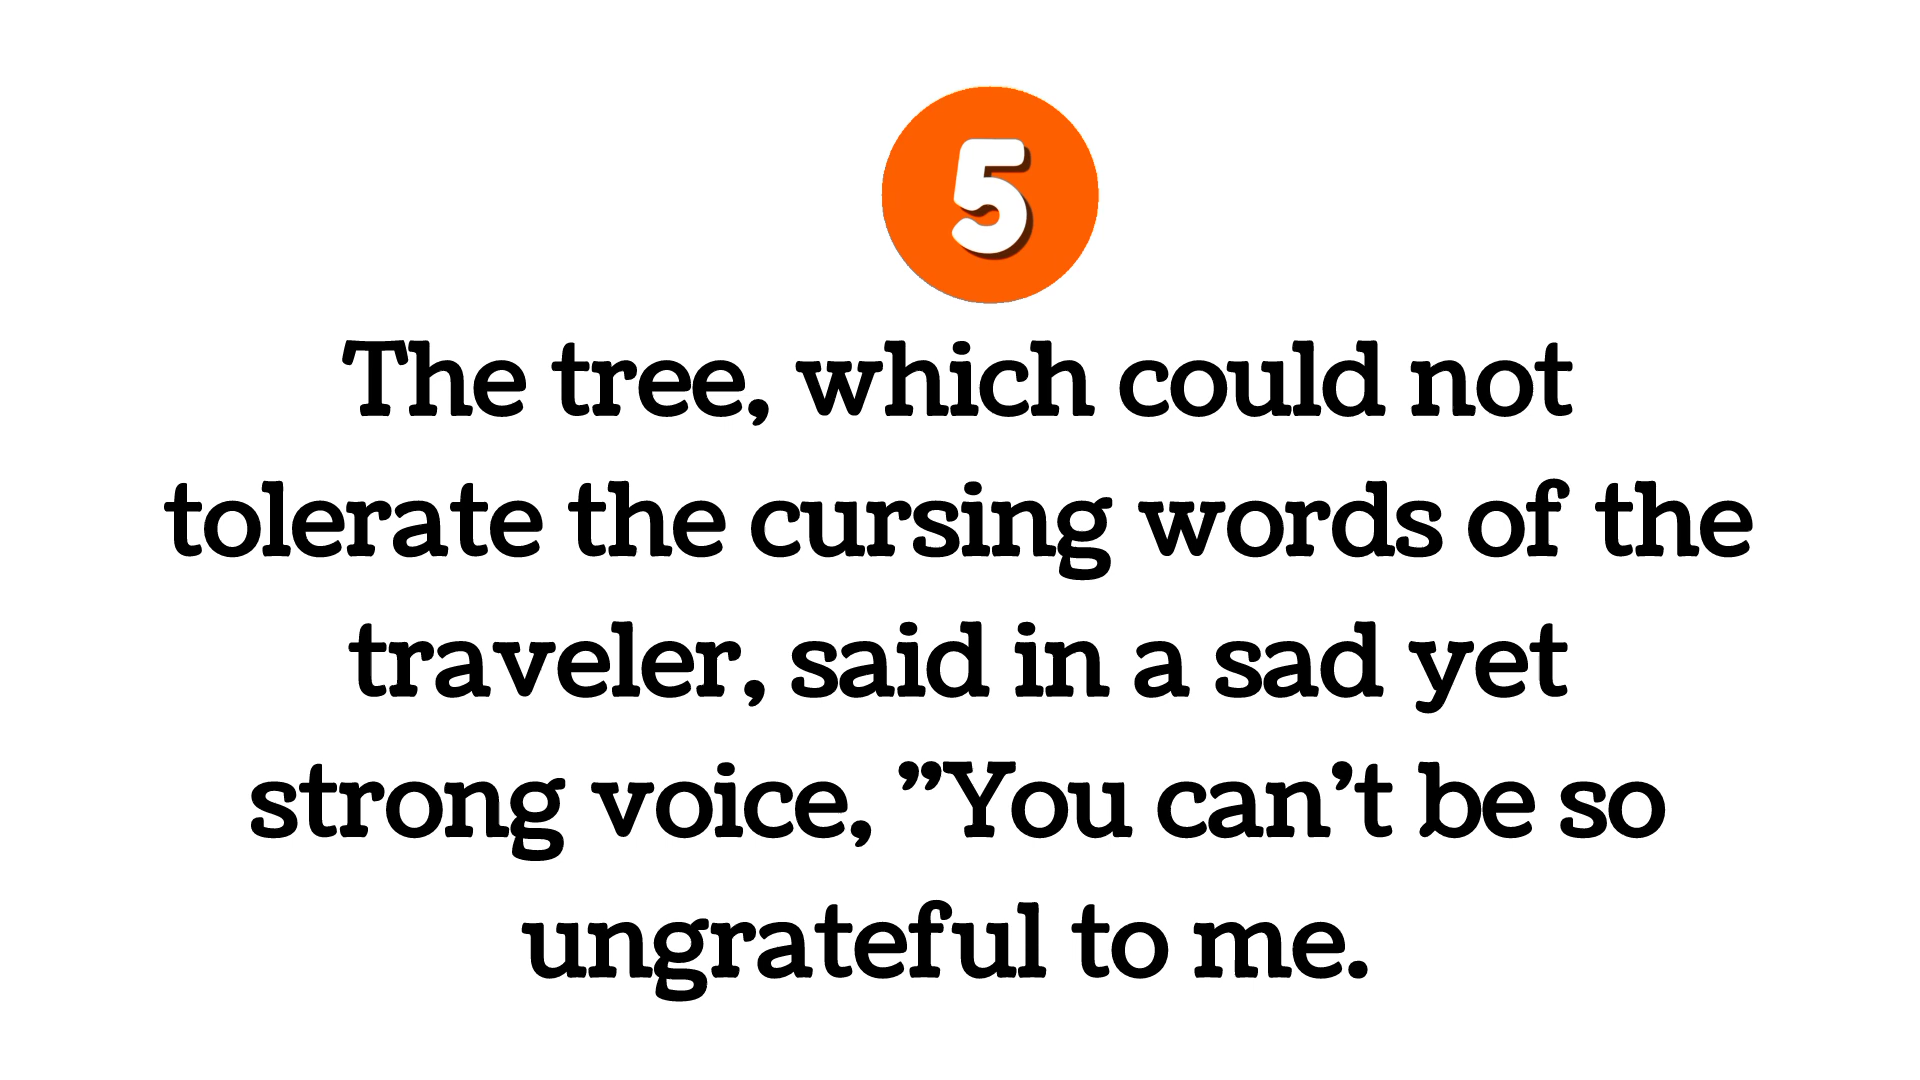 5
The tree, which could not
tolerate the cursing words of the
traveler, said in a sad yet
strong voice, ”You can’t be so
ungrateful to me.